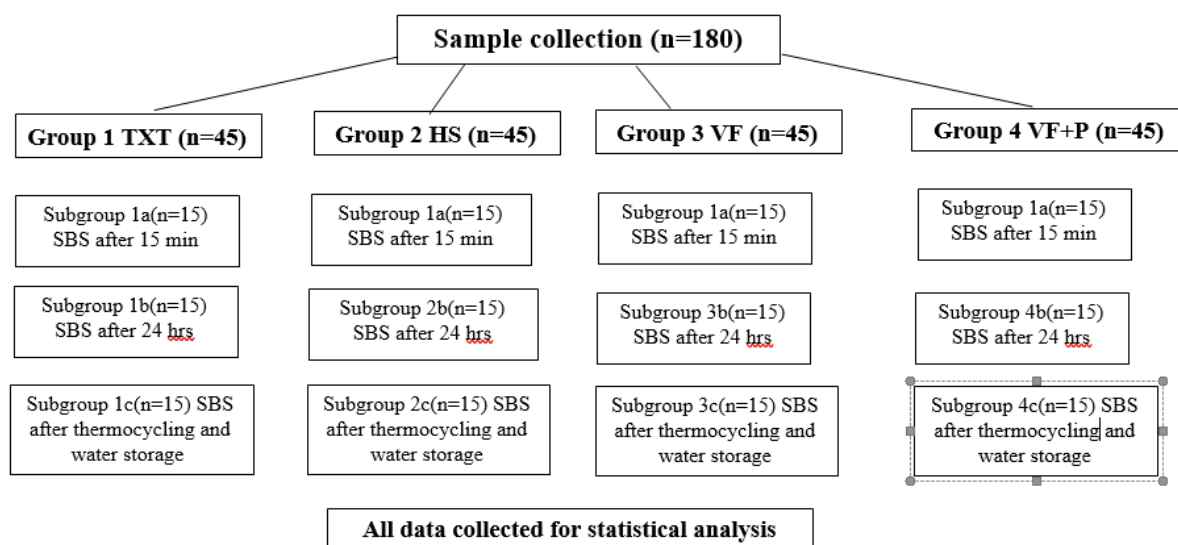 Sample collection (n=180)
Group 1 TXT (n=45)
Group 2 HS (n=45)
Group 3 VF (n=45)
Group 4 VF+P (n=45)
Subgroup 1a(n=15)
SBS after 15 min
Subgroup 1a(n=15)
SBS after 15 min
Subgroup 1a(n=15)
SBS after 15 min
Subgroup 1a(n=15)
SBS after 15 min
Subgroup 1b(n=15)
SBS after 24 hrs
Subgroup 2b(n=15)
SBS after 24 hrs
Subgroup 3b(n=15)
SBS after 24 hrs
Subgroup 4b(n=15)
SBS after 24 hrs
Subgroup 1c(n=15) SBS
after thermocycling and
water storage
Subgroup 2c(n=15) SBS
after thermocycling and
water storage
Subgroup 3c(n=15) SBS
after thermocycling and
water storage
Subgroup 4c(n=15) SBS
after thermocycling and
water storage
All data collected for statistical analysis